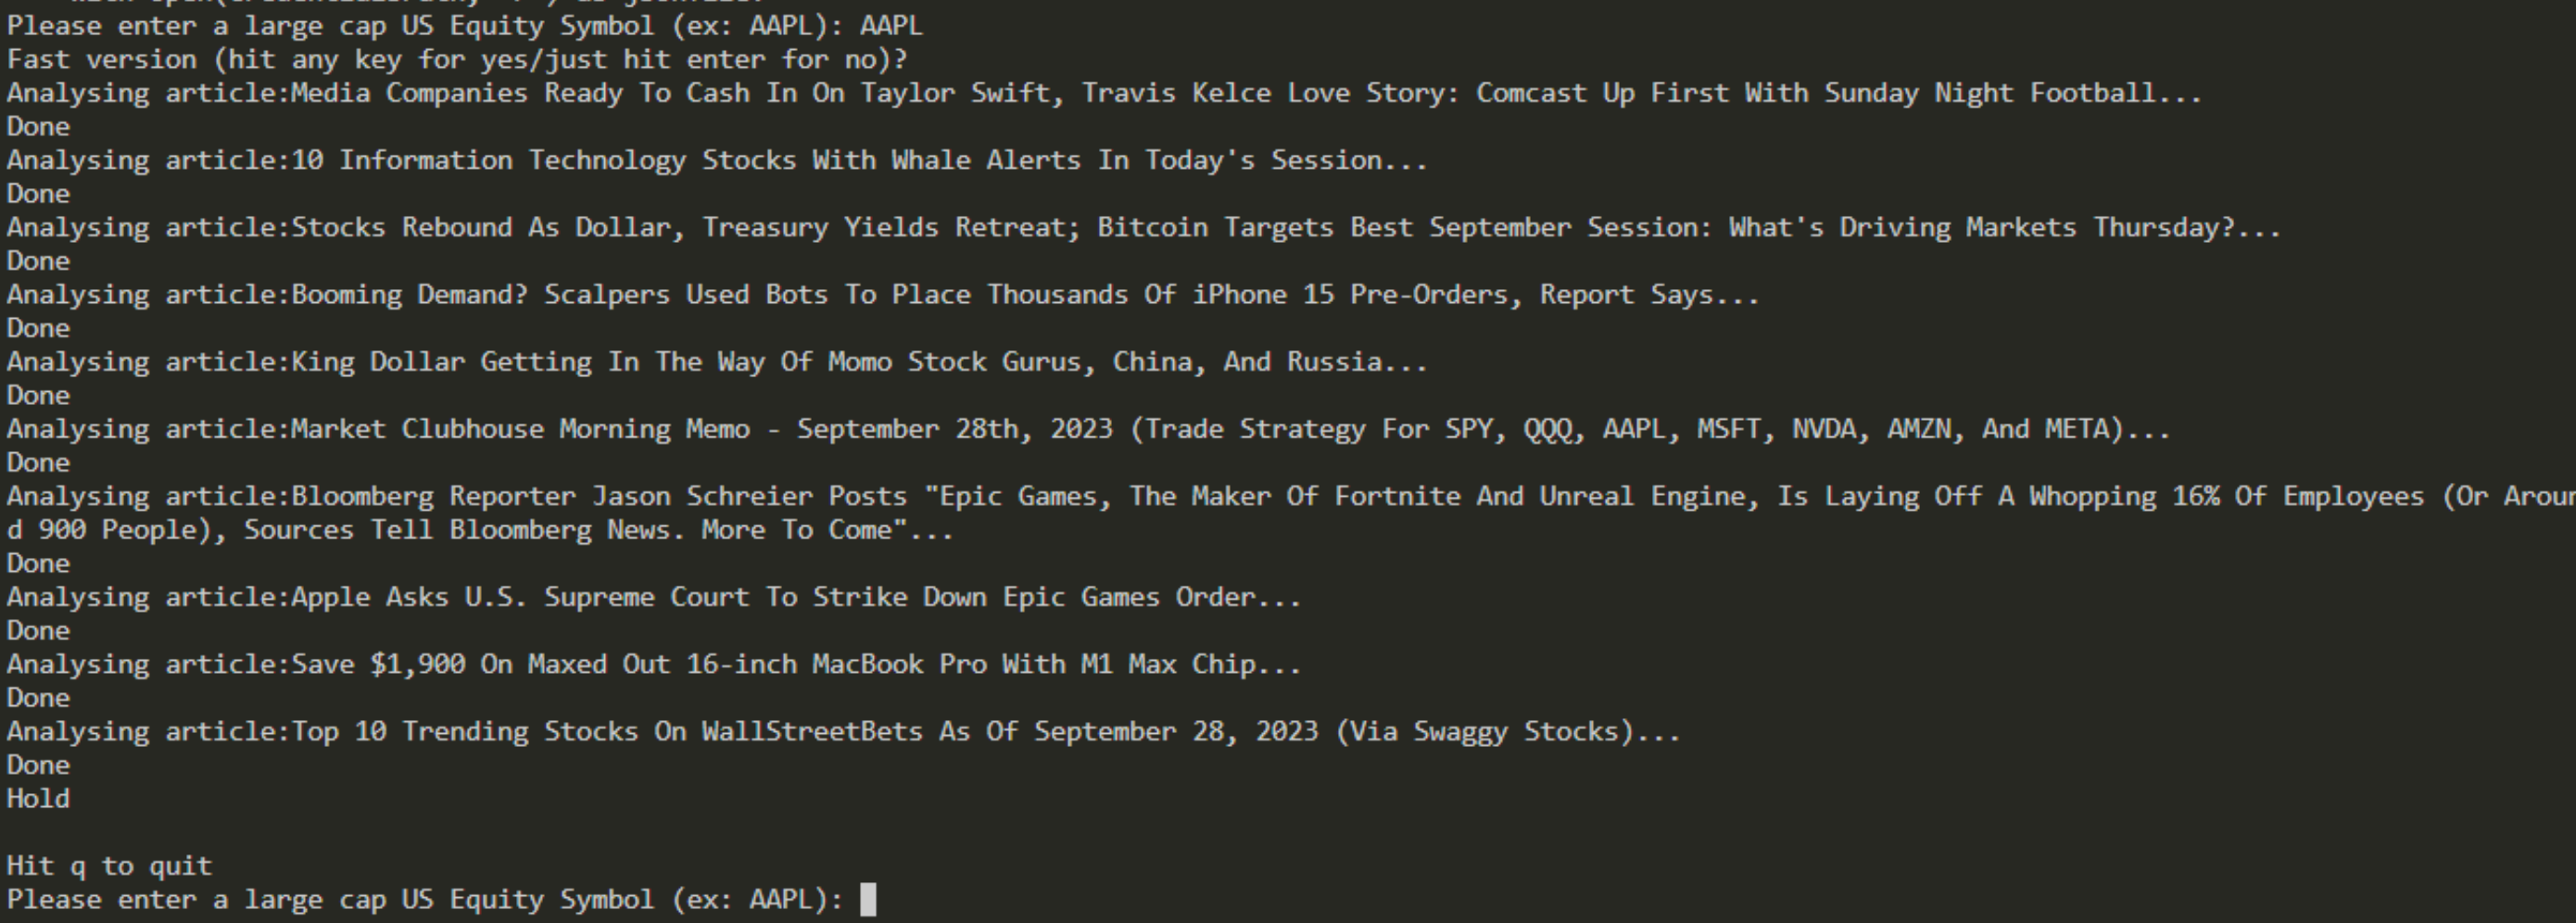 Please enter a large cap US Equity Symbol (ex: AAPL): AAPL
Fast version (hit any key for yes/just hit enter for no)?
Analysing article:Media Companies Ready To Cash In On Taylor Swift, Travis Kelce Love Story: Comcast Up First With Sunday Night Football...
Done
Analysing article:10 Information Technology Stocks With Whale Alerts In Today's Session...
Done
Analysing article:Stocks Rebound As Dollar, Treasury Yields Retreat; Bitcoin Targets Best September Session: What's Driving Markets Thursday?...
Done
Analysing article:Booming Demand? Scalpers Used Bots To Place Thousands Of iPhone 15 Pre-Orders, Report Says...
Done
Analysing article:King Dollar Getting In The Way Of Momo Stock Gurus, China, And Russia...
Done
Analysing article:Market Clubhouse Morning Memo - September 28th, 2023 (Trade Strategy For SPY, QQQ, AAPL, MSFT, NVDA, AMZN, And META)...
Done
Analysing article:Bloomberg Reporter Jason Schreier Posts "Epic Games, The Maker Of Fortnite And Unreal Engine, Is Laying Off A Whopping 16% Of Employees (Or Aroun
d 900 People), Sources Tell Bloomberg News. More To Come"...
Done
Analysing article:Apple Asks U.S. Supreme Court To Strike Down Epic Games Order...
Done
Analysing article:Save $1,900 On Maxed Out 16-inch MacBook Pro With M1 Max Chip...
Done
Analysing article:Top 10 Trending Stocks On WallStreetBets As Of September 28, 2023 (Via Swaggy Stocks)...
Done
Hold
Hit q to quit
Please enter a large cap US Equity Symbol (ex: AAPL):